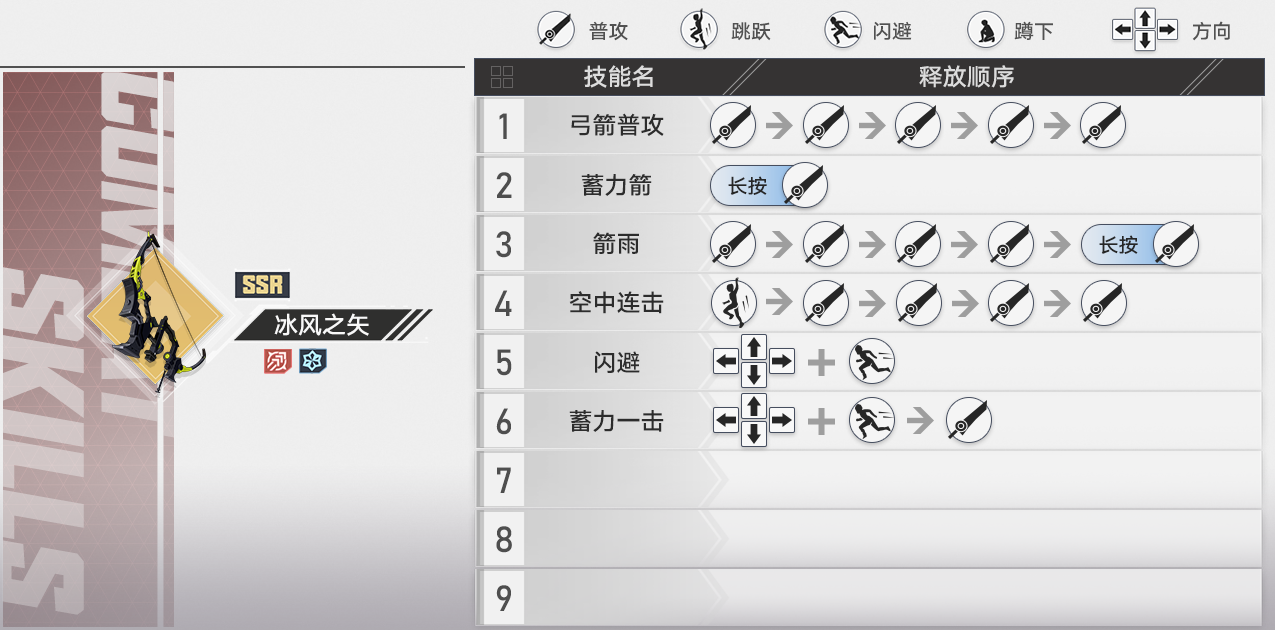 普攻 跳跃 闪避 蹲下 方向
技能名 释放顺序
1 弓箭普攻
2 蓄力箭 长按
3 箭雨 长按
4 空中连击
5 闪避
6 蓄力一击
7
8
9
COMBAT
SKILLS
SSR
冰风之矢